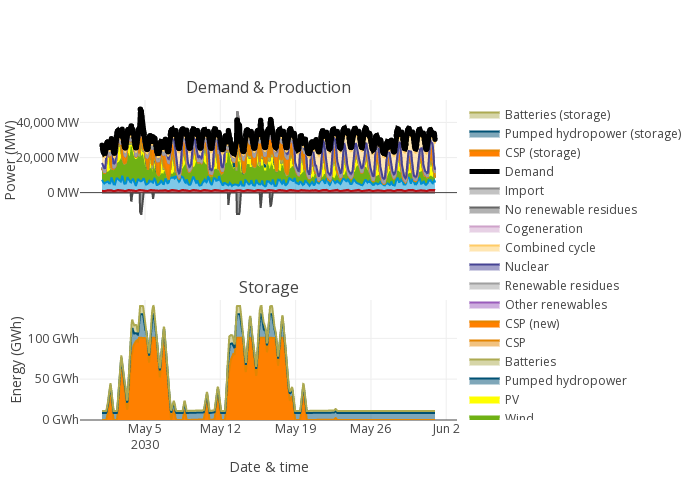 Demand & Production
Power (MW)
40,000 MW
20,000 MW
0 MW
Storage
Energy (GWh)
100 GWh
50 GWh
0 GWh
May 5
2030
May 12
May 19
May 26
Jun 2
Date & time
Batteries (storage)
Pumped hydropower (storage)
CSP (storage)
Demand
Import
No renewable residues
Cogeneration
Combined cycle
Nuclear
Renewable residues
Other renewables
CSP (new)
CSP
Batteries
Pumped hydropower
PV
Wind